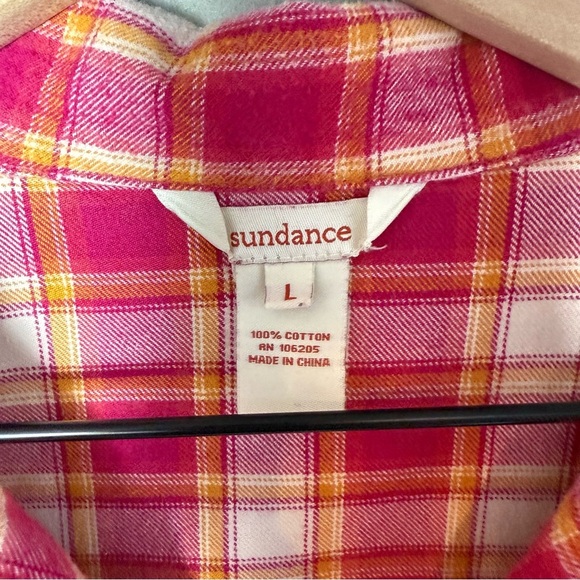 sundance
L
100% COTTON
RN 106205
MADE IN CHINA